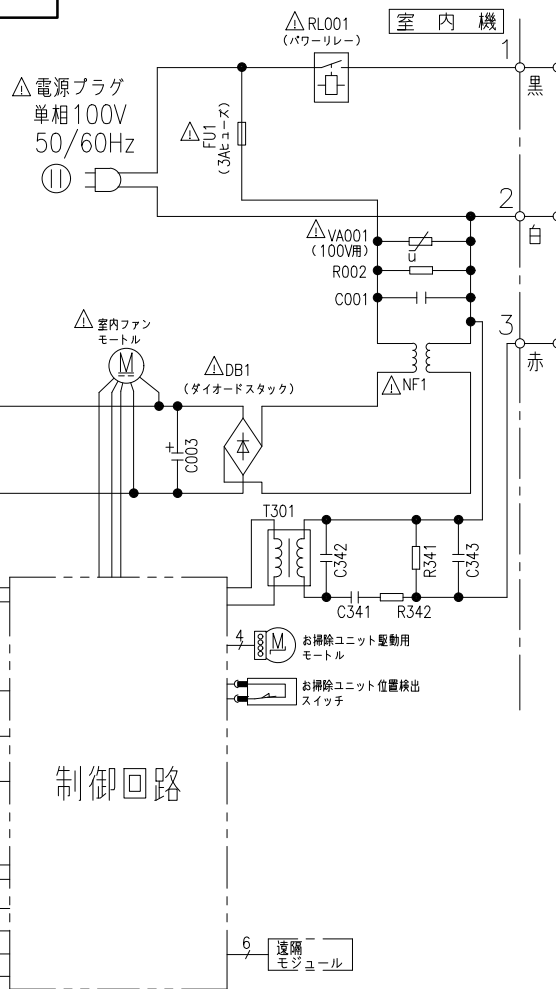 室内機
⚠ RL001
(パワーリレー)
1
黒
⚠ 電源プラグ
単相100V
50/60Hz
⚠ FU1
(3Aヒューズ)
2
白
⚠ VA001
(100V用)
u
R002
C001
3
赤
⚠ NF1
⚠ 室内ファン
モートル
M
⚠ DB1
(ダイオードスタック)
+
C003
T301
C342
R341
C343
C341
R342
4
M
お掃除ユニット駆動用
モートル
お掃除ユニット位置検出
スイッチ
制御回路
6
遠隔
モジュール